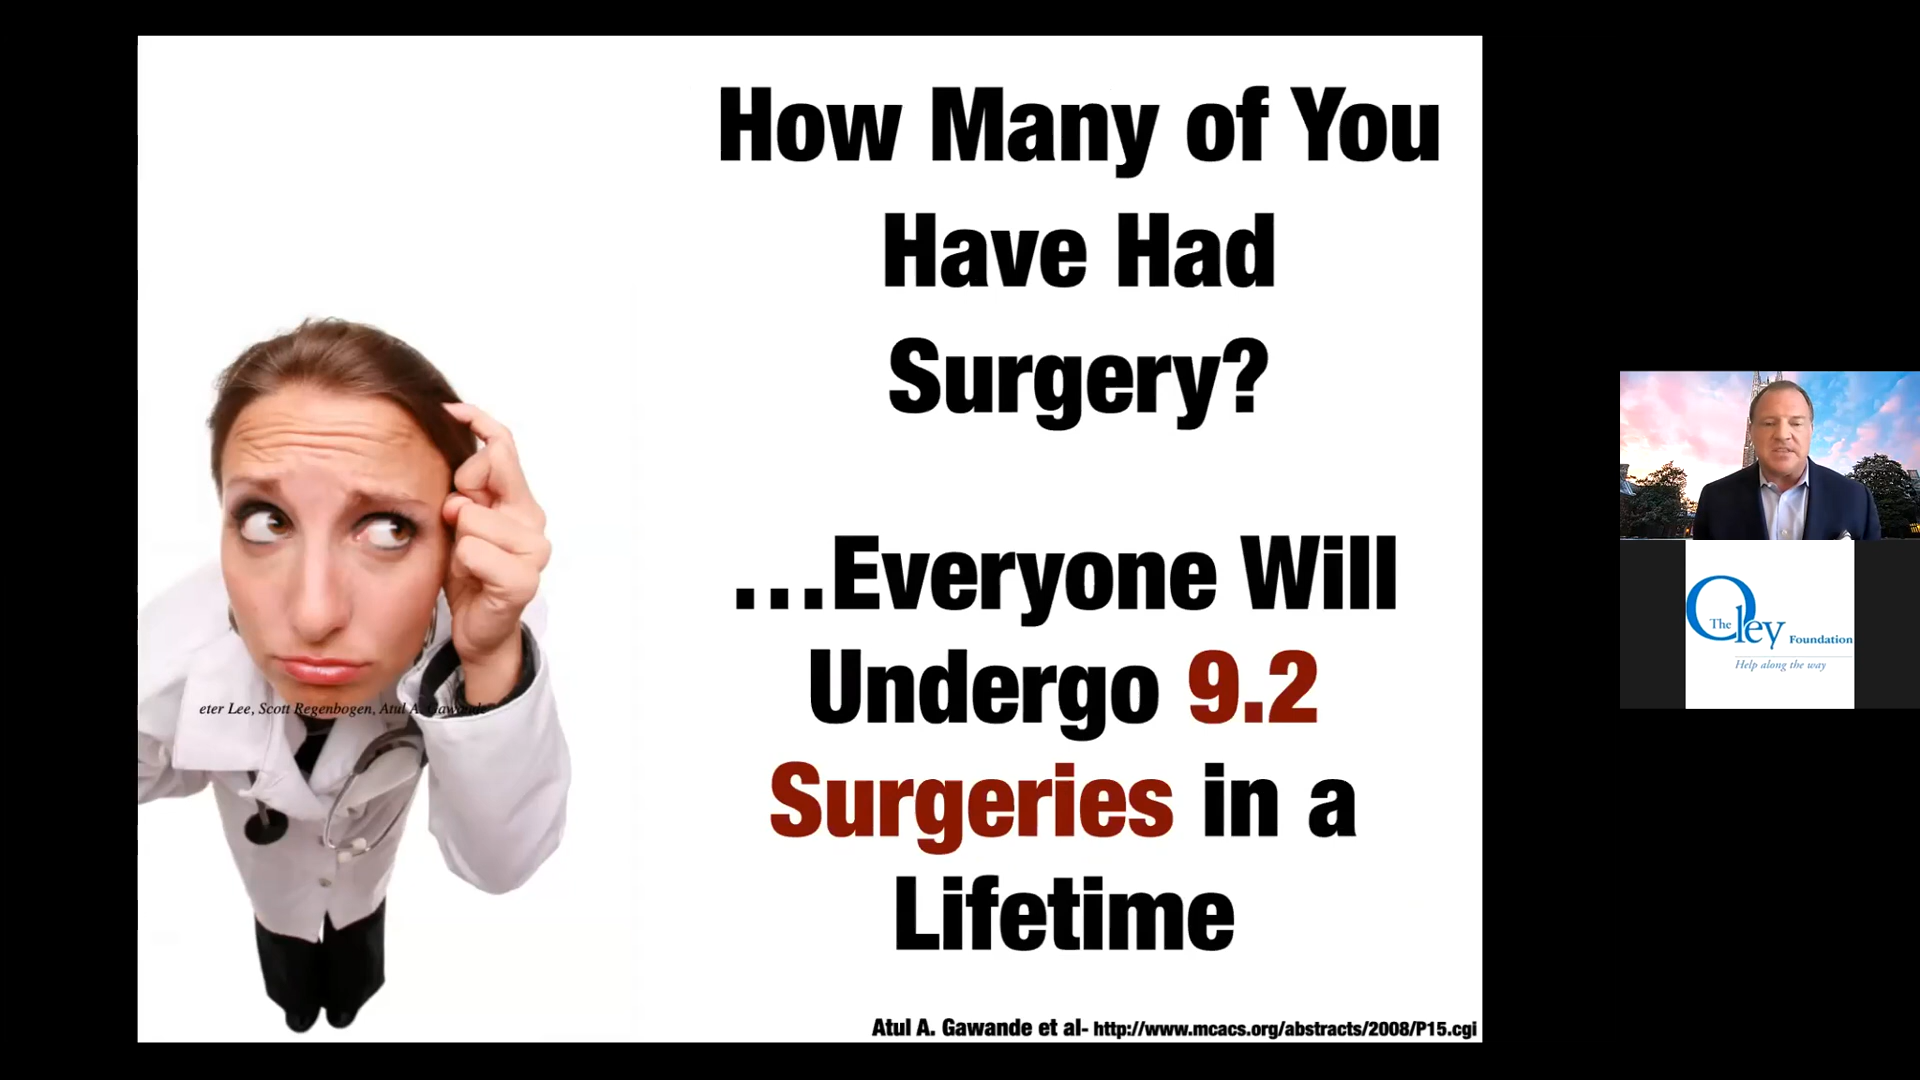 How Many of You
Have Had
Surgery?
...Everyone Will
Undergo 9.2
Surgeries in a
Lifetime
eter Lee, Scott Regenbogen, Atul A. Gawande
Atul A. Gawande et al- http://www.mcacs.org/abstracts/2008/P15.cgi
The Oley Foundation
Help along the way